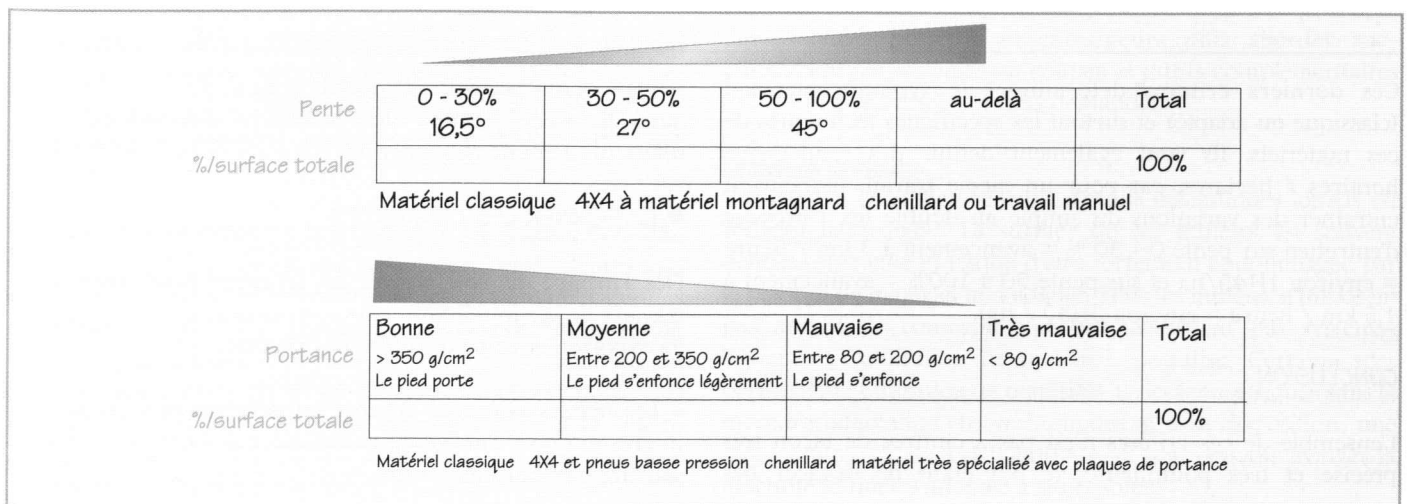 Pente 0 - 30% 30 - 50% 50 - 100% au-delà Total
16,5° 27° 45°
%/surface totale 100%
Matériel classique 4X4 à matériel montagnard chenillard ou travail manuel
Bonne Moyenne Mauvaise Très mauvaise Total
Portance > 350 g/cm² Entre 200 et 350 g/cm² Entre 80 et 200 g/cm² < 80 g/cm²
Le pied porte Le pied s'enfonce légèrement Le pied s'enfonce
%/surface totale 100%
Matériel classique 4X4 et pneus basse pression chenillard matériel très spécialisé avec plaques de portance